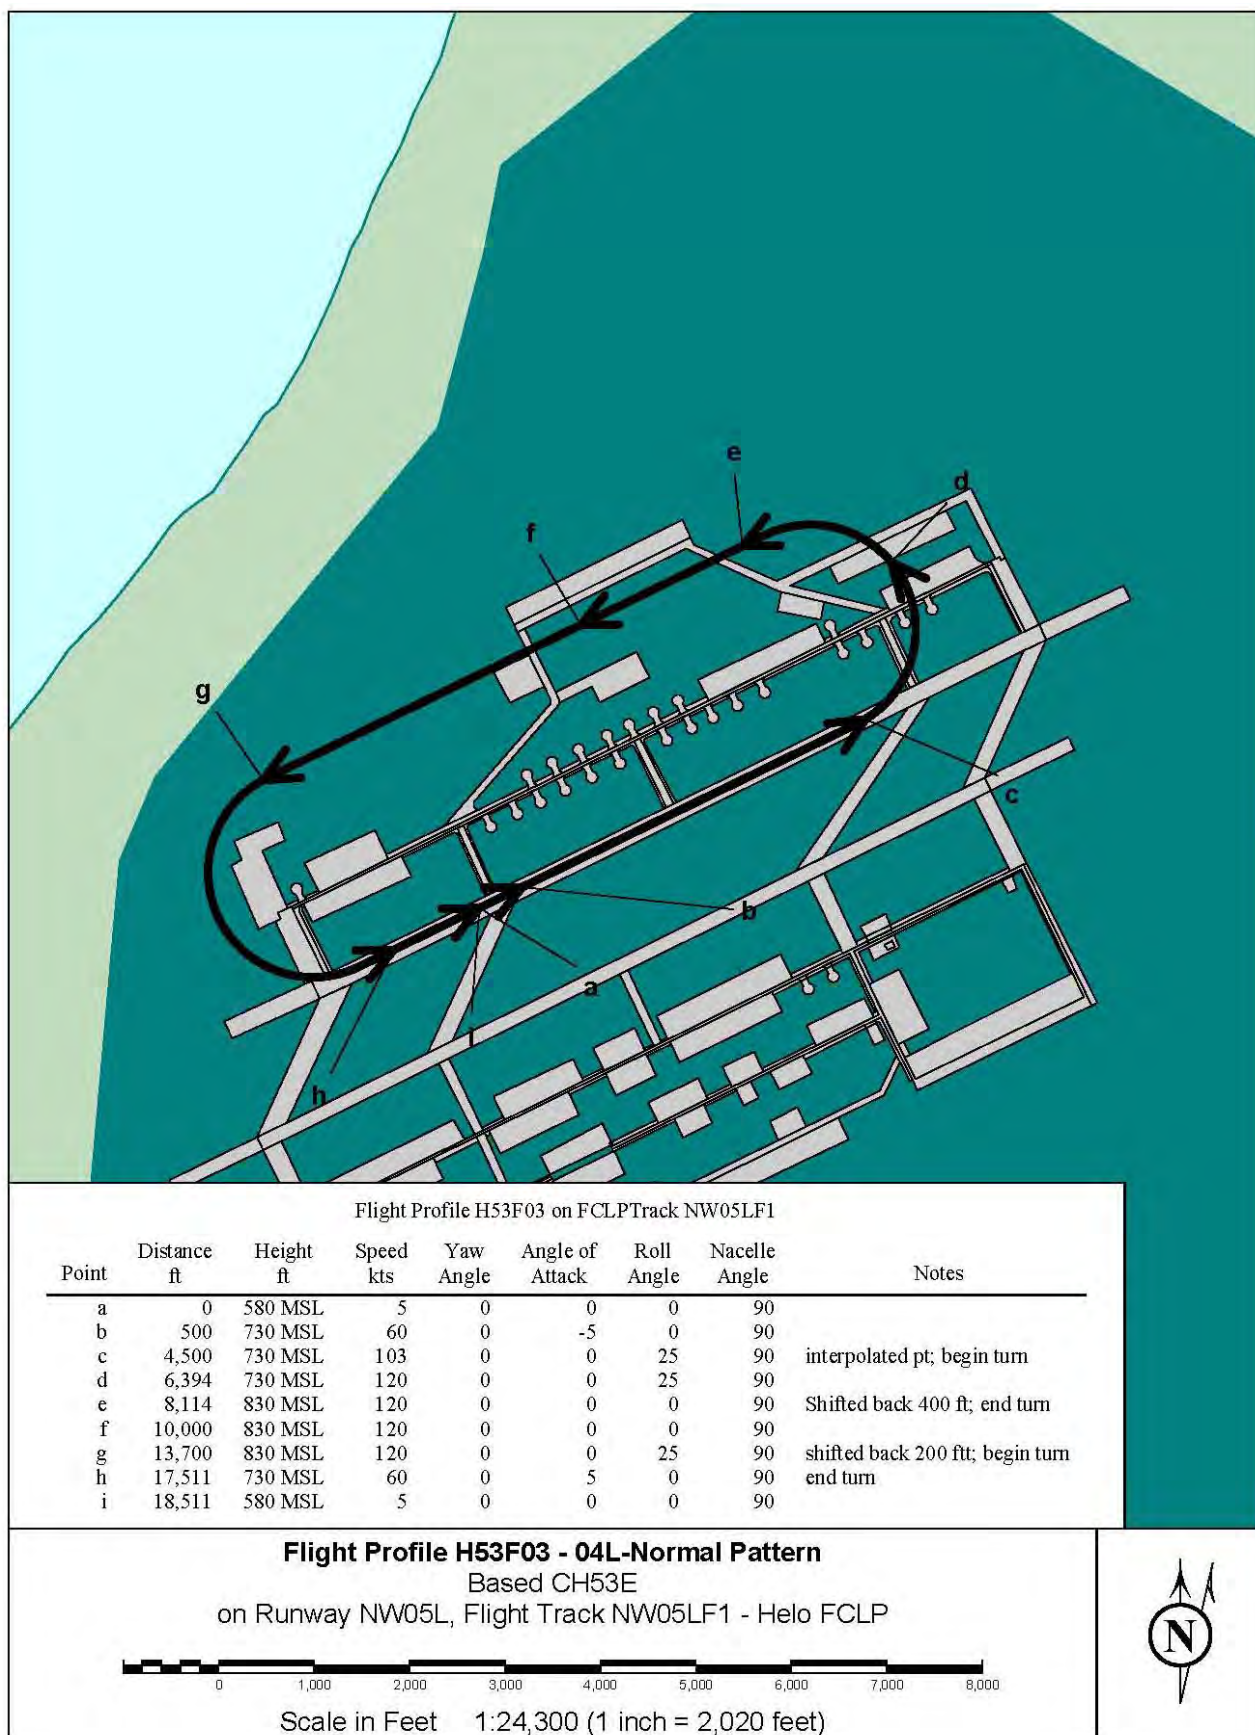 e
d
f
g
c
b
a
i
h
Flight Profile H53F03 on FCLPTrack NW05LF1
Distance Height Speed Yaw Angle of Roll Nacelle
Point ft ft kts Angle Attack Angle Angle Notes
a 0 580 MSL 5 0 0 0 90
b 500 730 MSL 60 0 -5 0 90
c 4,500 730 MSL 103 0 0 25 90 interpolated pt; begin turn
d 6,394 730 MSL 120 0 0 25 90
e 8,114 830 MSL 120 0 0 0 90 Shifted back 400 ft; end turn
f 10,000 830 MSL 120 0 0 0 90
g 13,700 830 MSL 120 0 0 25 90 shifted back 200 ftt; begin turn
h 17,511 730 MSL 60 0 5 0 90 end turn
i 18,511 580 MSL 5 0 0 0 90
Flight Profile H53F03 - 04L-Normal Pattern
Based CH53E
on Runway NW05L, Flight Track NW05LF1 - Helo FCLP
0 1,000 2,000 3,000 4,000 5,000 6,000 7,000 8,000
Scale in Feet 1:24,300 (1 inch = 2,020 feet)
N